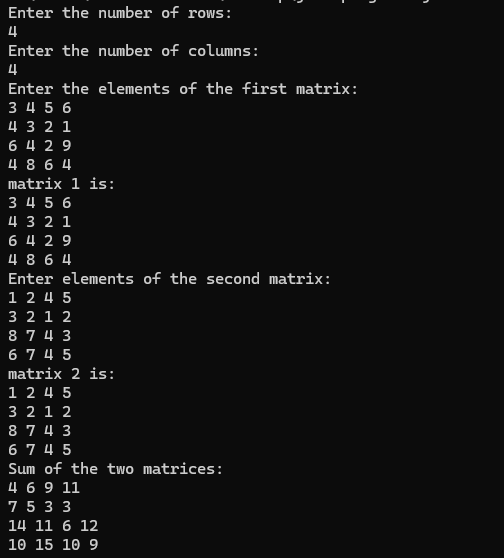 Enter the number of rows:
4
Enter the number of columns:
4
Enter the elements of the first matrix:
3 4 5 6
4 3 2 1
6 4 2 9
4 8 6 4
matrix 1 is:
3 4 5 6
4 3 2 1
6 4 2 9
4 8 6 4
Enter elements of the second matrix:
1 2 4 5
3 2 1 2
8 7 4 3
6 7 4 5
matrix 2 is:
1 2 4 5
3 2 1 2
8 7 4 3
6 7 4 5
Sum of the two matrices:
4 6 9 11
7 5 3 3
14 11 6 12
10 15 10 9